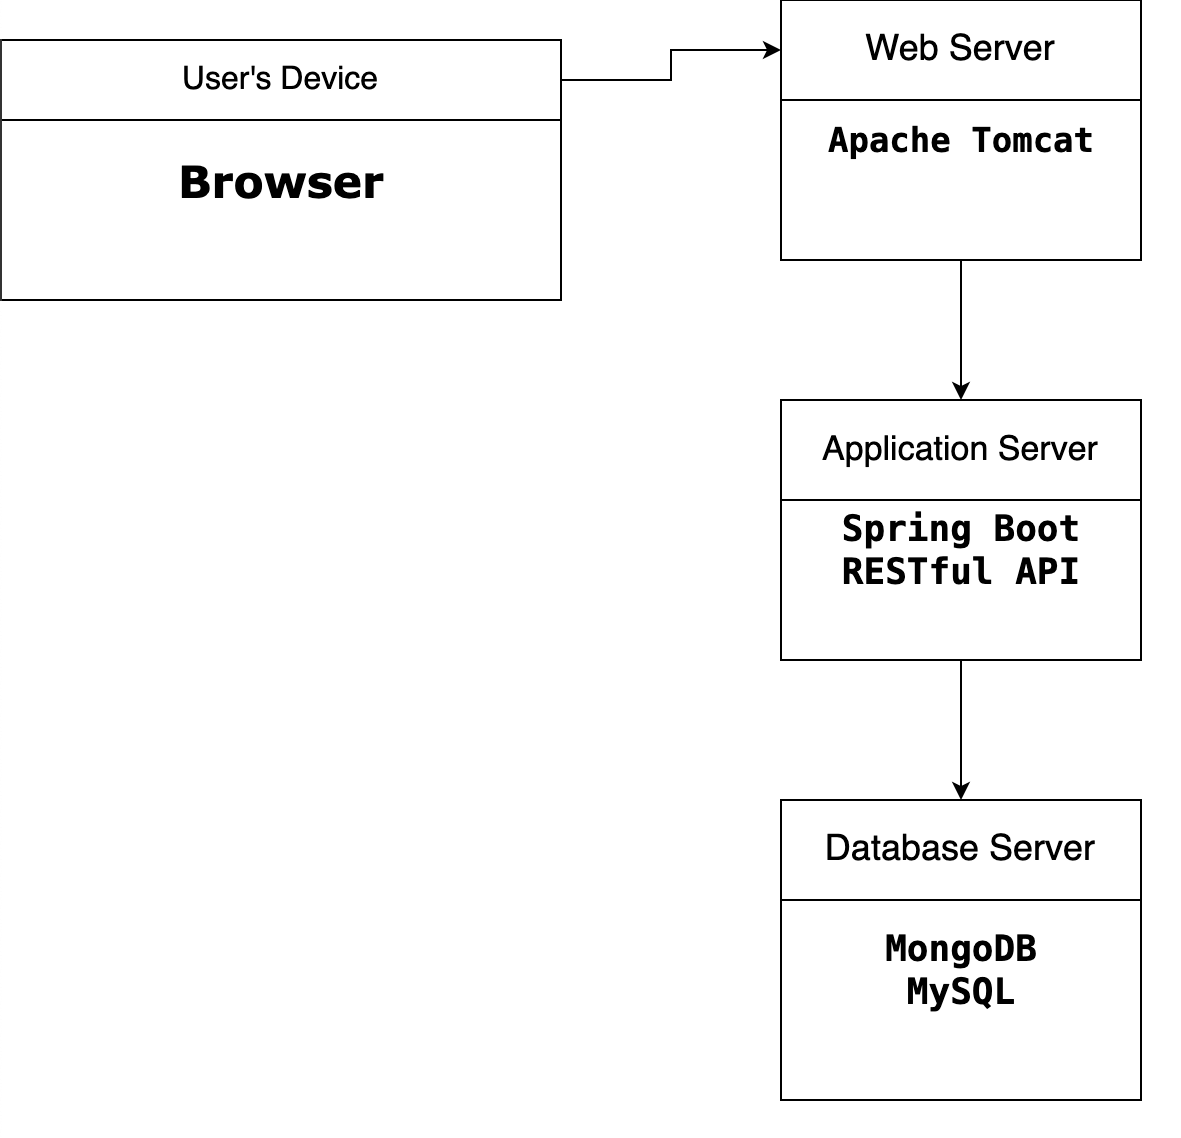 User's Device
Browser
Web Server
Apache Tomcat
Application Server
Spring Boot
RESTful API
Database Server
MongoDB
MySQL